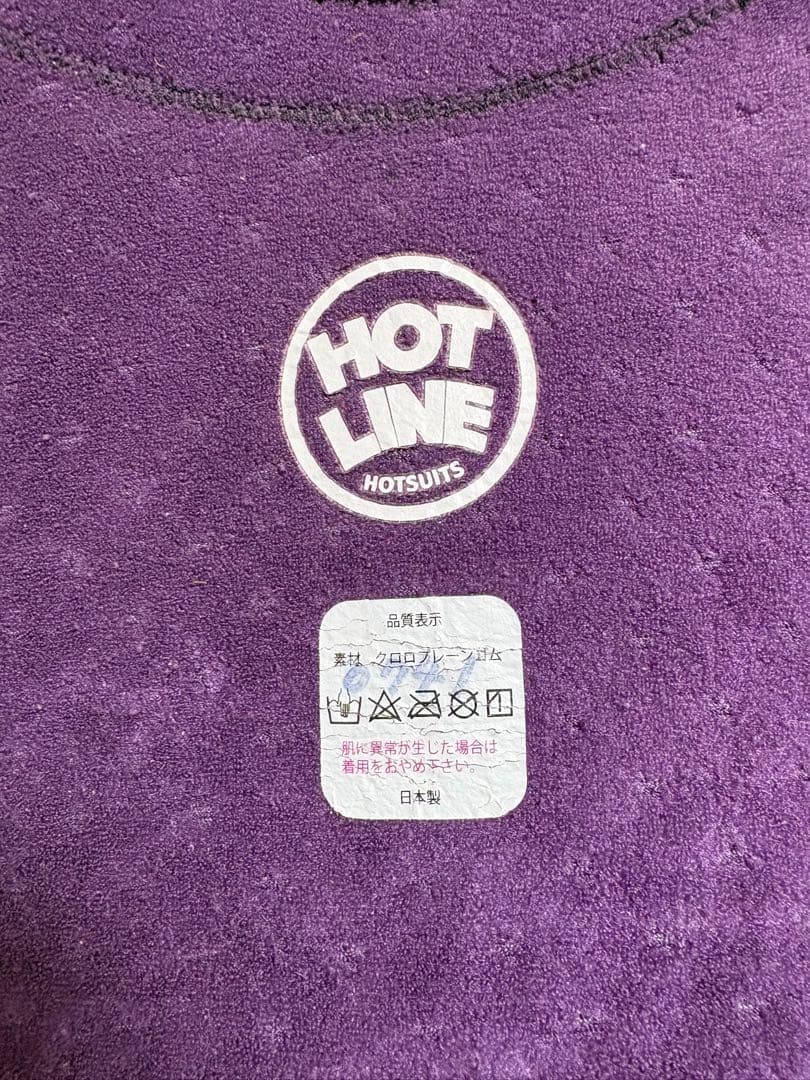 HOT
LINE
HOTSUITS
品質表示
素材 クロロプレーンゴム
0741
肌に異常が生じた場合は
着用をおやめ下さい。
日本製